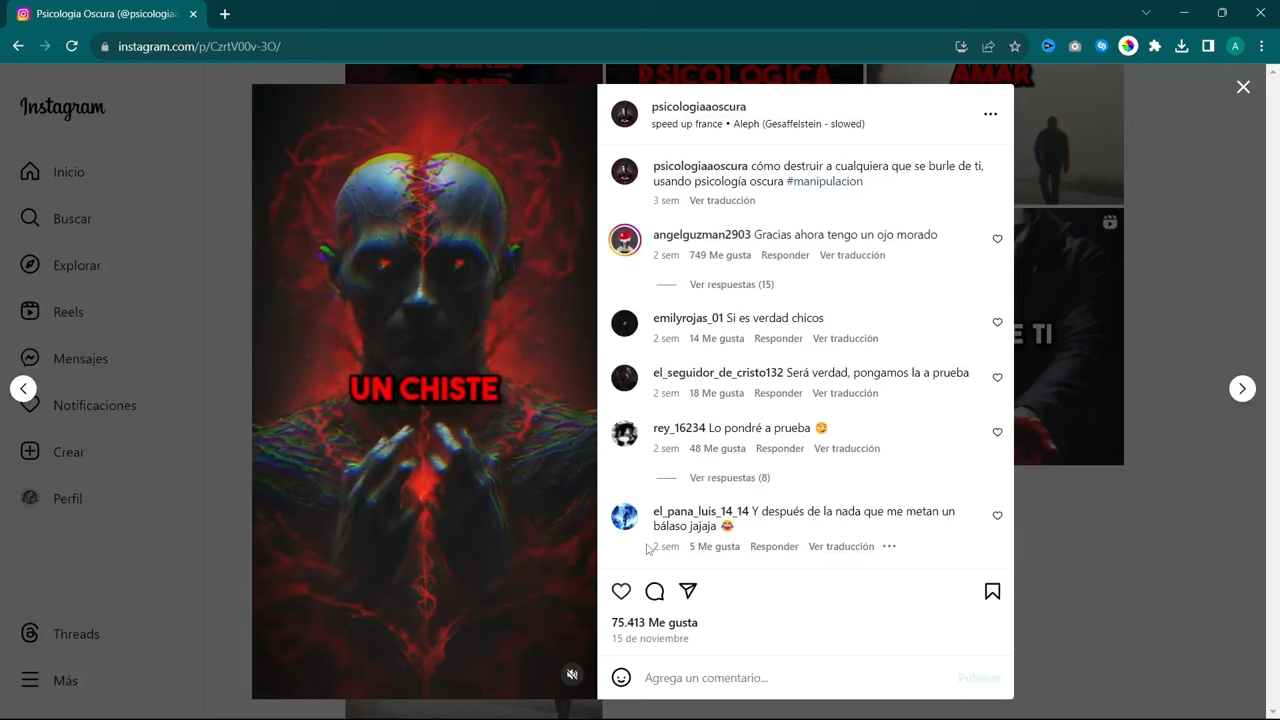 Psicologia Oscura (@psicologiaa
instagram.com/p/CzrtV00v-3O/
A
PSICOLOGICA
AMAR
Instagram
Inicio
Buscar
Explorar
Reels
Mensajes
Notificaciones
Crear
Perfil
Threads
Más
UN CHISTE
E TI
psicologiaaoscura
speed up france • Aleph (Gesaffelstein - slowed)
psicologiaaoscura cómo destruir a cualquiera que se burle de ti,
usando psicología oscura #manipulacion
3 sem Ver traducción
angelguzman2903 Gracias ahora tengo un ojo morado
2 sem 749 Me gusta Responder Ver traducción
Ver respuestas (15)
emilyrojas_01 Si es verdad chicos
2 sem 14 Me gusta Responder Ver traducción
el_seguidor_de_cristo132 Será verdad, pongamos la a prueba
2 sem 18 Me gusta Responder Ver traducción
rey_16234 Lo pondré a prueba 🤔
2 sem 48 Me gusta Responder Ver traducción
Ver respuestas (8)
el_pana_luis_14_14 Y después de la nada que me metan un
bálaso jajaja 😂
2 sem 5 Me gusta Responder Ver traducción
75.413 Me gusta
15 de noviembre
Agrega un comentario...
Publicar